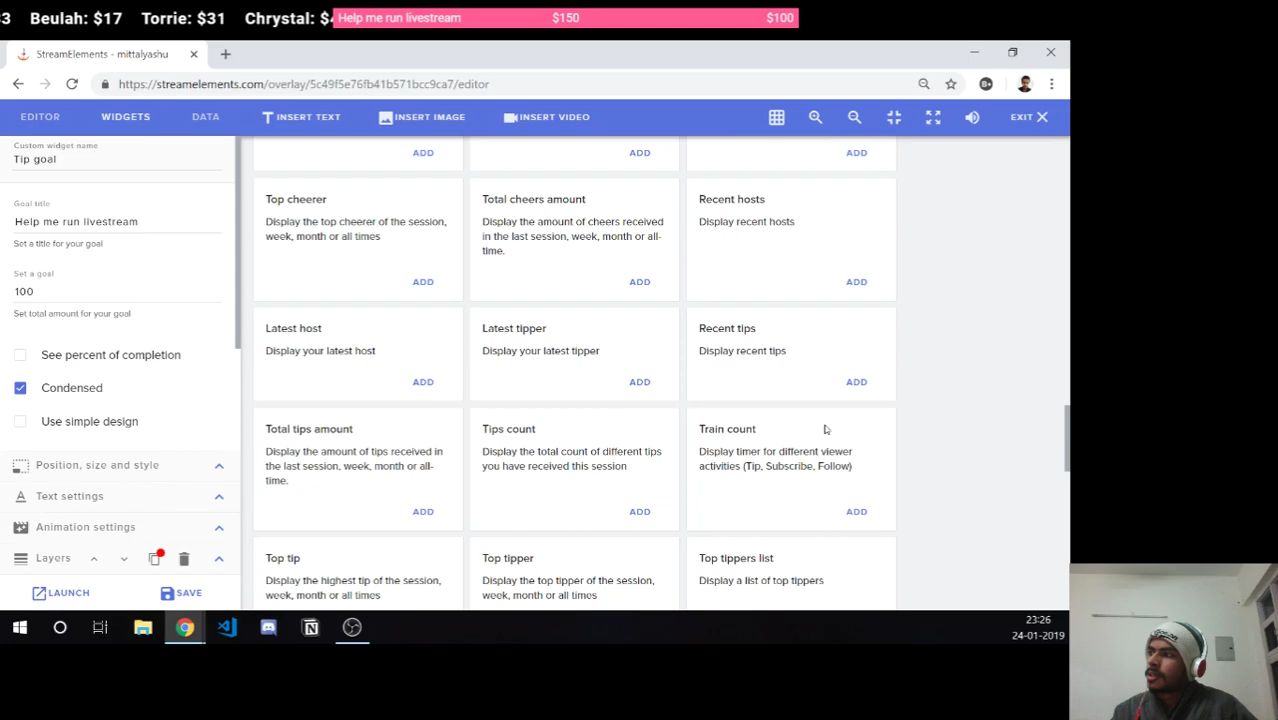 3 Beulah: $17 Torrie: $31 Chrystal: $
Help me run livestream $150 $100
StreamElements - mittalyashu
https://streamelements.com/overlay/5c49f5e76fb41b571bcc9ca7/editor
EDITOR WIDGETS DATA INSERT TEXT INSERT IMAGE INSERT VIDEO EXIT
Custom widget name
Tip goal
Goal title
Help me run livestream
Set a title for your goal
Set a goal
100
Set total amount for your goal
See percent of completion
Condensed
Use simple design
Position, size and style
Text settings
Animation settings
Layers
LAUNCH SAVE
ADD ADD ADD
Top cheerer
Display the top cheerer of the session,
week, month or all times
ADD
Total cheers amount
Display the amount of cheers received
in the last session, week, month or all-
time.
ADD
Recent hosts
Display recent hosts
ADD
Latest host
Display your latest host
ADD
Latest tipper
Display your latest tipper
ADD
Recent tips
Display recent tips
ADD
Total tips amount
Display the amount of tips received in
the last session, week, month or all-
time.
ADD
Tips count
Display the total count of different tips
you have received this session
ADD
Train count
Display timer for different viewer
activities (Tip, Subscribe, Follow)
ADD
Top tip
Display the highest tip of the session,
week, month or all times
Top tipper
Display the top tipper of the session,
week, month or all times
Top tippers list
Display a list of top tippers
23:26
24-01-2019